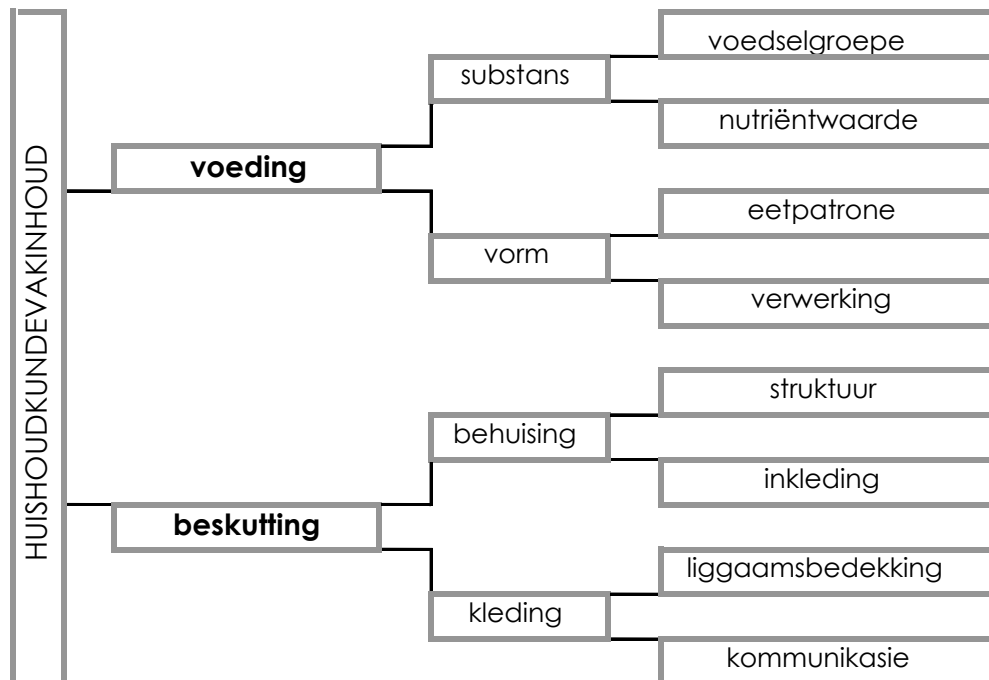 HUISHOUDKUNDEVAKINHOUD
voeding
substans
voedselgroepe
nutriëntwaarde
vorm
eetpatrone
verwerking
beskutting
behuising
struktuur
inkleding
kleding
liggaamsbedekking
kommunikasie